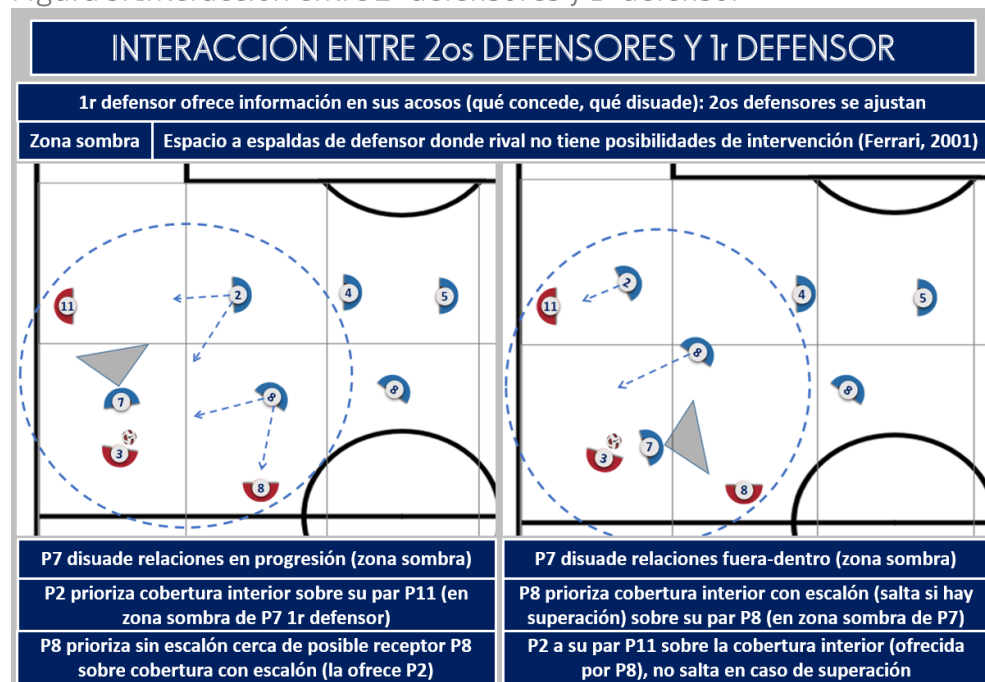 INTERACCIÓN ENTRE 2os DEFENSORES Y 1r DEFENSOR
1r defensor ofrece información en sus acosos (qué concede, qué disuade): 2os defensores se ajustan
Zona sombra
Espacio a espaldas de defensor donde rival no tiene posibilidades de intervención (Ferrari, 2001)
11
2
4
5
7
8
8
3
8
11
2
4
5
8
8
3
7
8
P7 disuade relaciones en progresión (zona sombra)
P2 prioriza cobertura interior sobre su par P11 (en
zona sombra de P7 1r defensor)
P8 prioriza sin escalón cerca de posible receptor P8
sobre cobertura con escalón (la ofrece P2)
P7 disuade relaciones fuera-dentro (zona sombra)
P8 prioriza cobertura interior con escalón (salta si hay
superación) sobre su par P8 (en zona sombra de P7)
P2 a su par P11 sobre la cobertura interior (ofrecida
por P8), no salta en caso de superación